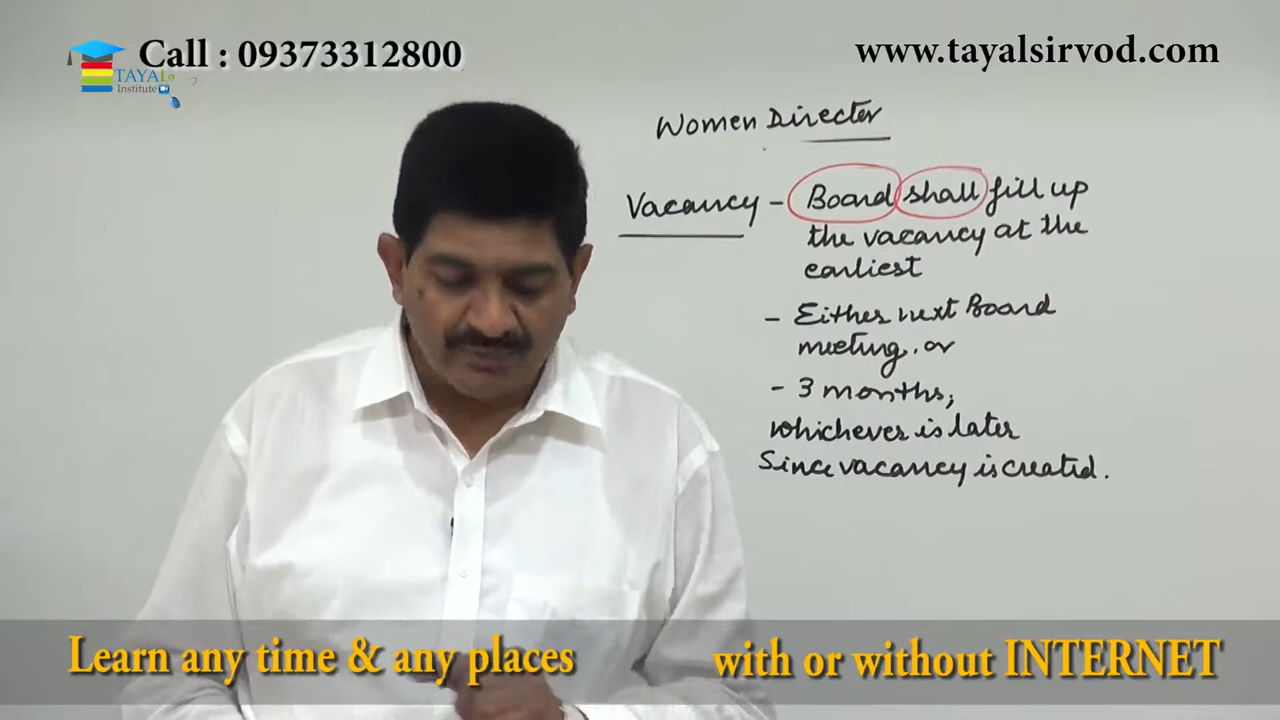 Call : 09373312800
www.tayalsirvod.com
TAYAL
Institute
Women Director
Vacancy - Board shall fill up
the vacancy at the
earliest
- Either next Board
meeting, or
- 3 months,
whichever is later
Since vacancy is created.
Learn any time & any places
with or without INTERNET